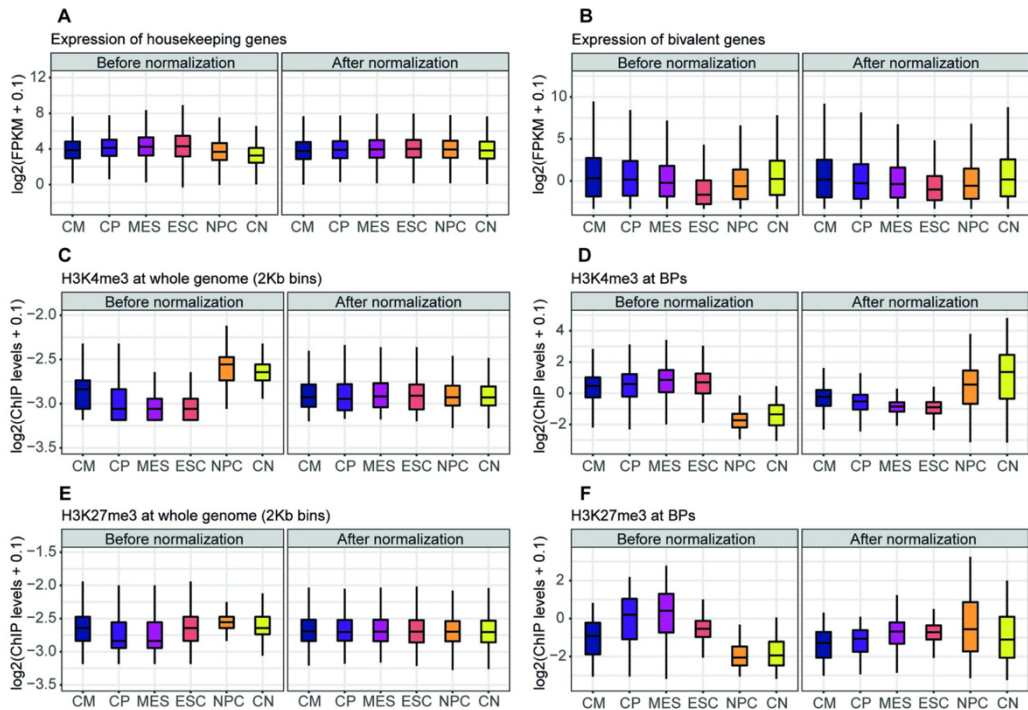 A
Expression of housekeeping genes
Before normalization
After normalization
log2(FPKM + 0.1)
12
8
4
0
CM CP MES ESC NPC CN
CM CP MES ESC NPC CN
B
Expression of bivalent genes
Before normalization
After normalization
log2(FPKM + 0.1)
10
5
0
CM CP MES ESC NPC CN
CM CP MES ESC NPC CN
C
H3K4me3 at whole genome (2Kb bins)
Before normalization
After normalization
log2(ChIP levels + 0.1)
−2.0
−2.5
−3.0
−3.5
CM CP MES ESC NPC CN
CM CP MES ESC NPC CN
D
H3K4me3 at BPs
Before normalization
After normalization
log2(ChIP levels + 0.1)
4
2
0
−2
CM CP MES ESC NPC CN
CM CP MES ESC NPC CN
E
H3K27me3 at whole genome (2Kb bins)
Before normalization
After normalization
log2(ChIP levels + 0.1)
−1.5
−2.0
−2.5
−3.0
−3.5
CM CP MES ESC NPC CN
CM CP MES ESC NPC CN
F
H3K27me3 at BPs
Before normalization
After normalization
log2(ChIP levels + 0.1)
2
0
−2
CM CP MES ESC NPC CN
CM CP MES ESC NPC CN